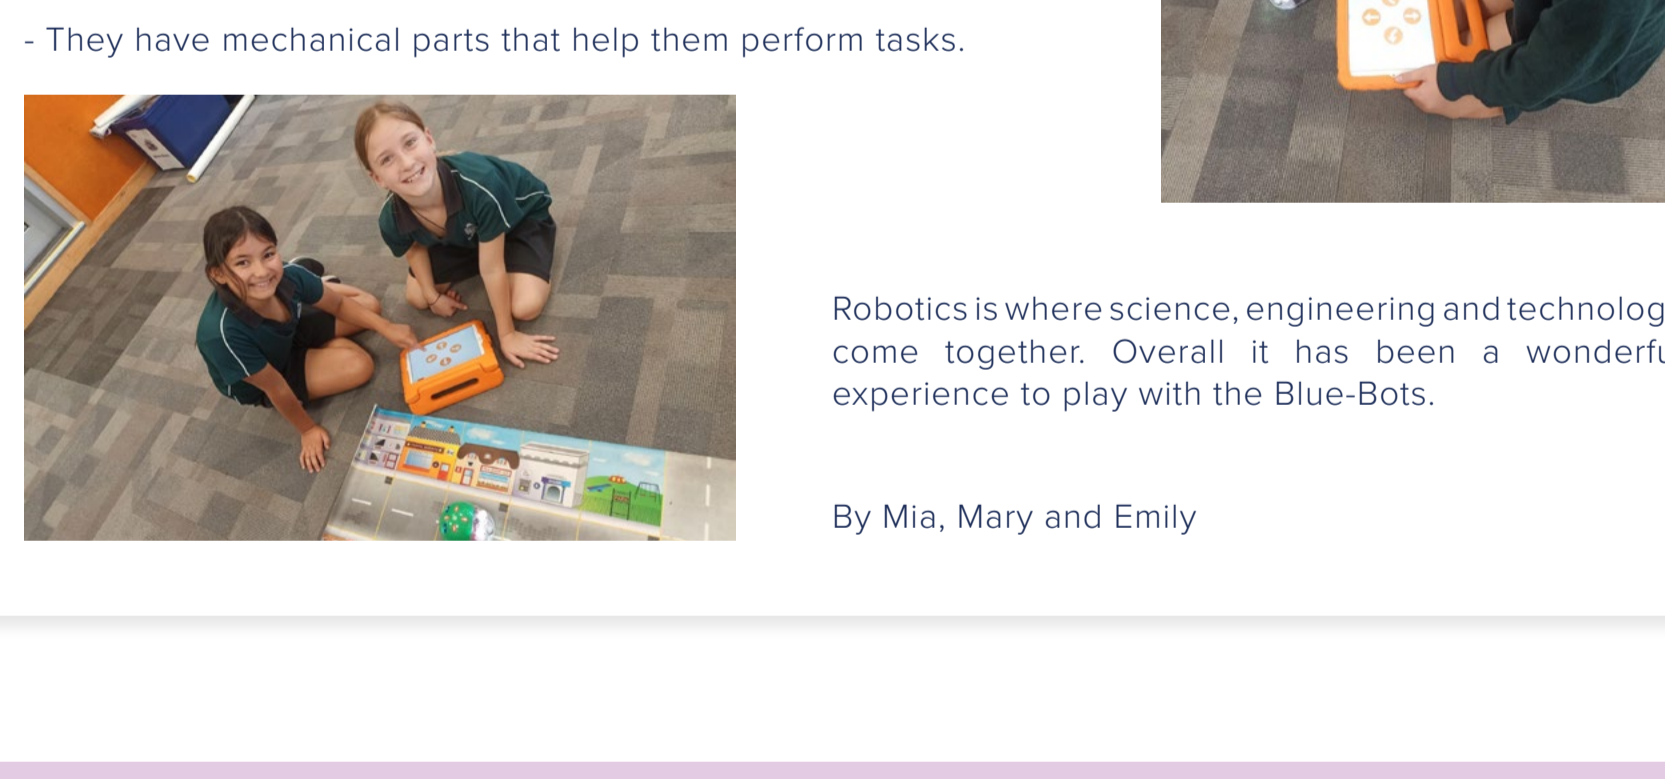 - They have mechanical parts that help them perform tasks.
Robotics is where science, engineering and technolog
come together. Overall it has been a wonderfu
experience to play with the Blue-Bots.
By Mia, Mary and Emily